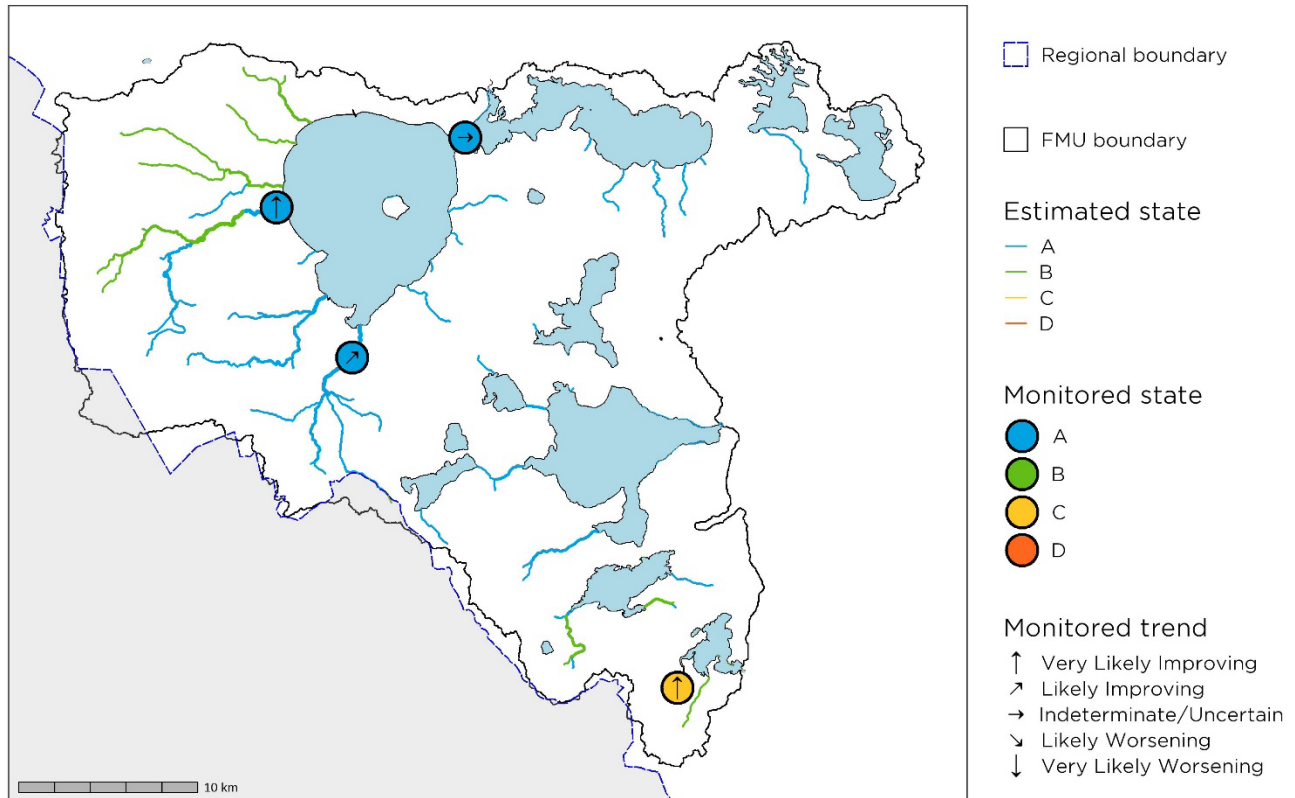 Regional boundary
FMU boundary
Estimated state
A
B
C
D
Monitored state
A
B
C
D
Monitored trend
↑ Very Likely Improving
↗ Likely Improving
→ Indeterminate/Uncertain
↘ Likely Worsening
↓ Very Likely Worsening
10 km